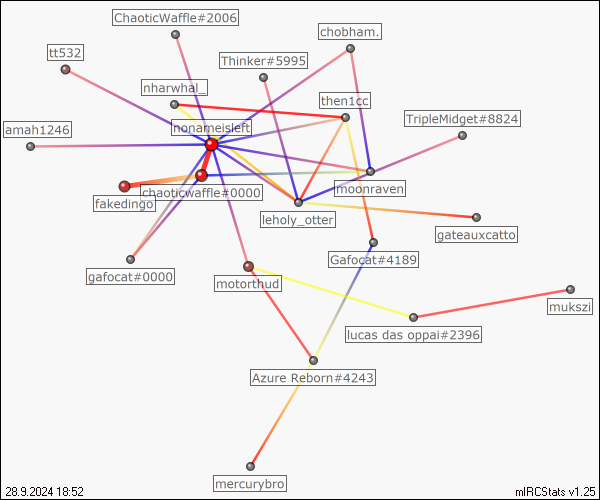 ChaoticWaffle#2006
chobham.
tt532
Thinker#5995
nharwhal_
then1cc
TripleMidget#8824
amah1246
nonameisleft
moonraven
chaoticwaffle#0000
fakedingo
leholy_otter
gateauxcatto
Gafocat#4189
gafocat#0000
motorthud
mukszi
lucas das oppai#2396
Azure Reborn#4243
mercurybro
28.9.2024 18:52
mIRCStats v1.25